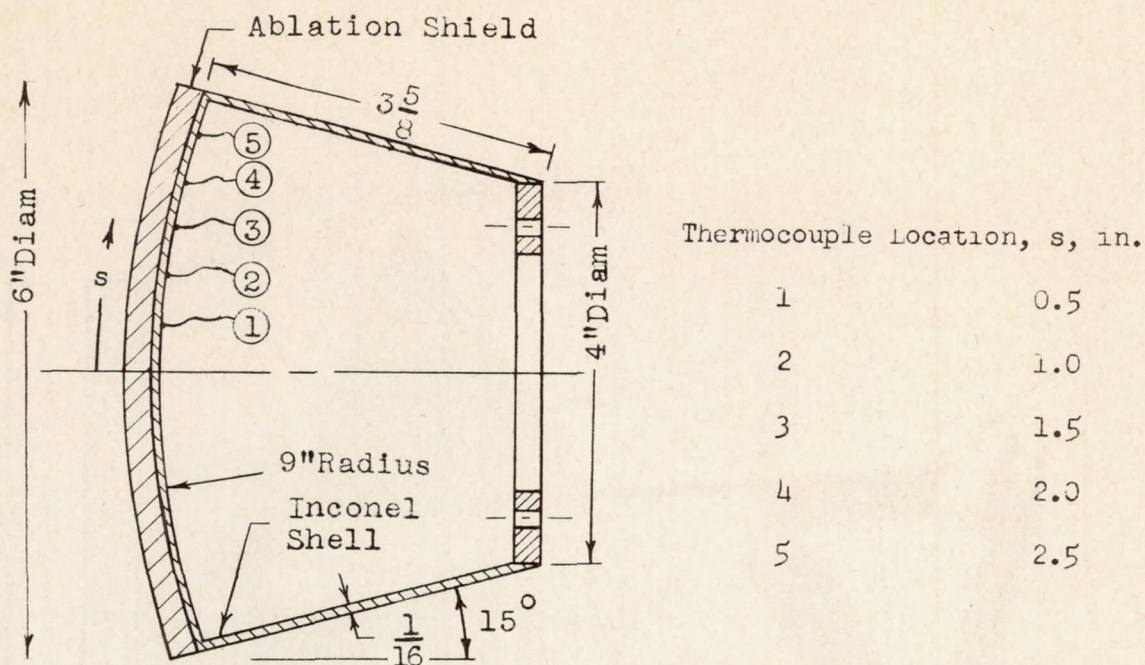 Ablation Shield
3 5/8
6"Diam
s
5
4
3
2
1
4"Diam
9"Radius
Inconel
Shell
1/16
15°
Thermocouple Location, s, in.
1 0.5
2 1.0
3 1.5
4 2.0
5 2.5